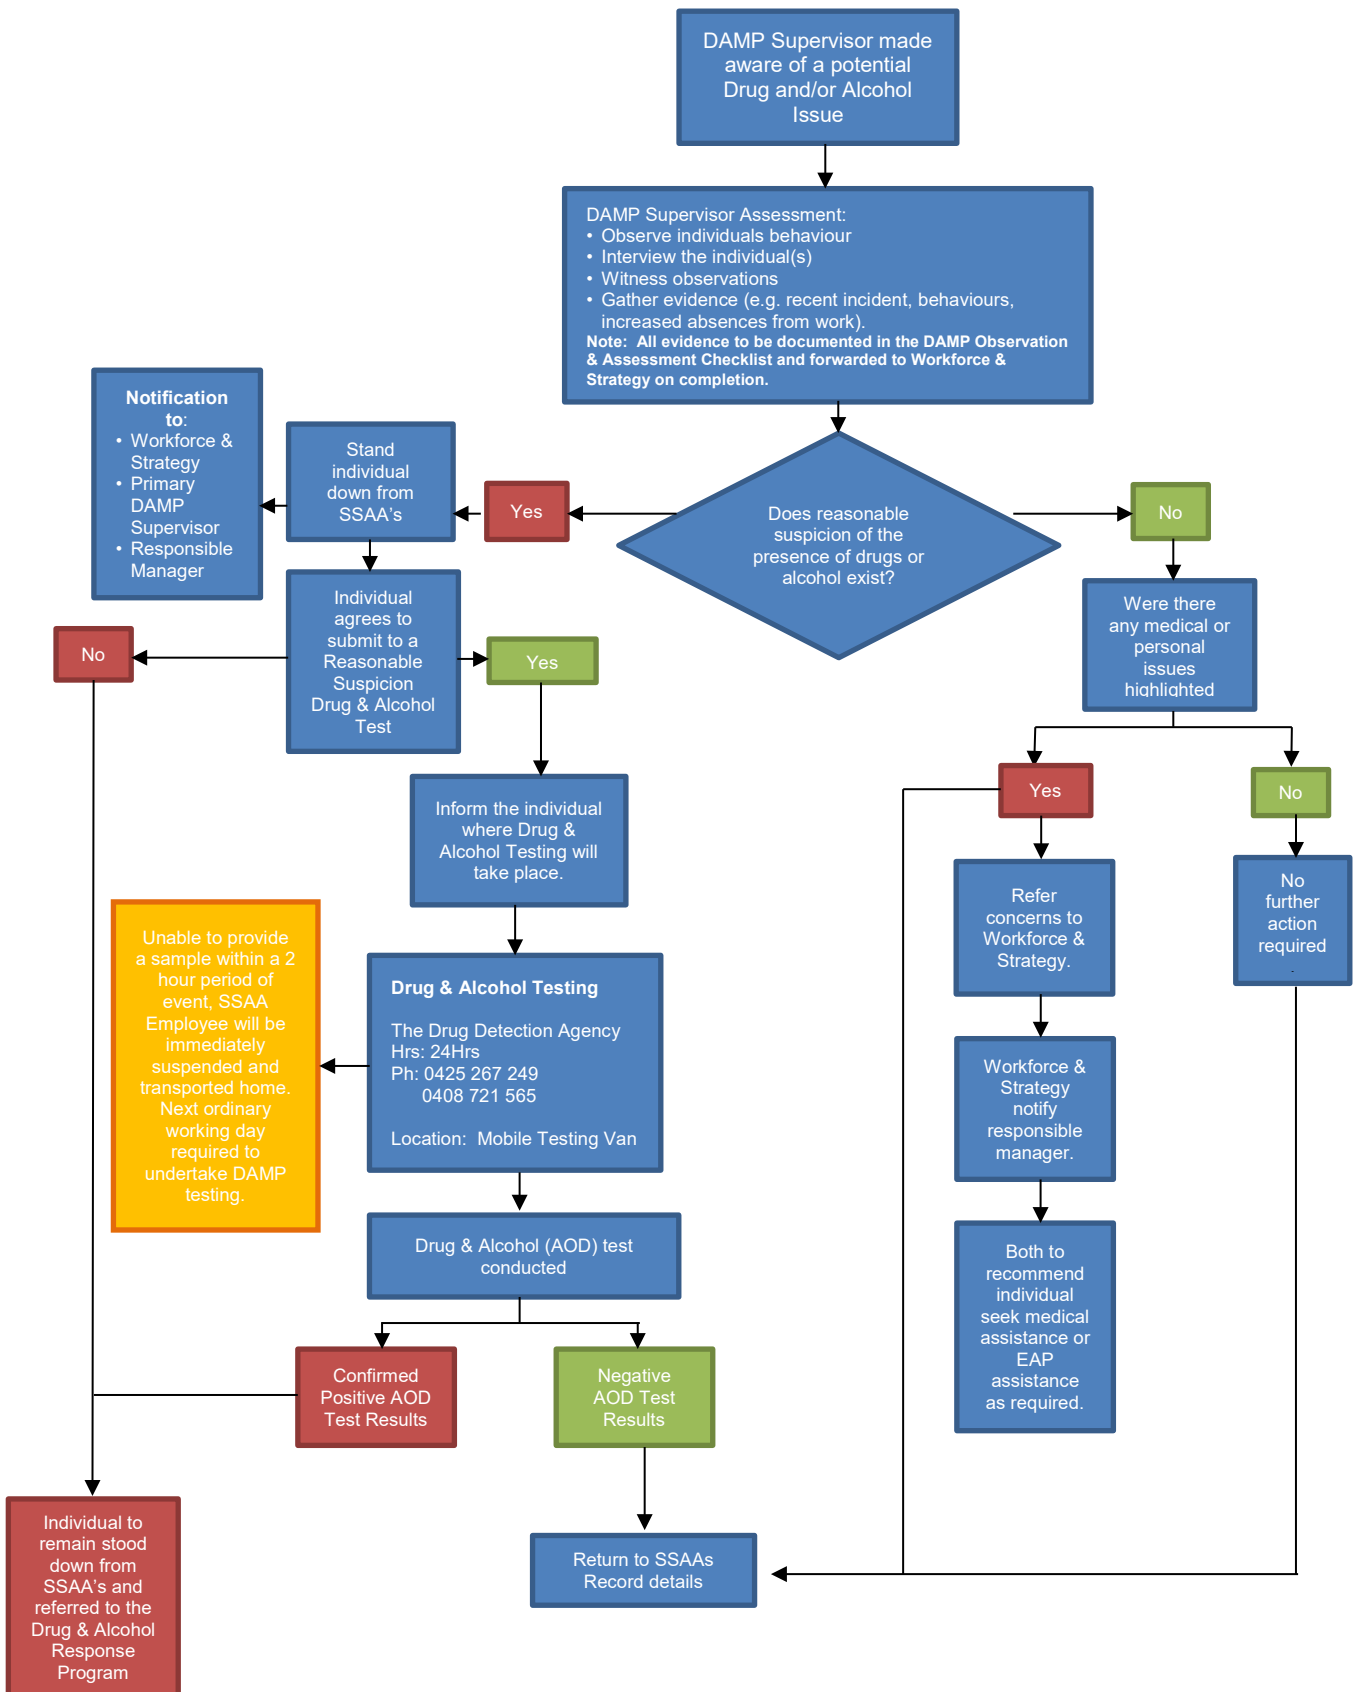 DAMP Supervisor made
aware of a potential
Drug and/or Alcohol
Issue
DAMP Supervisor Assessment:
• Observe individuals behaviour
• Interview the individual(s)
• Witness observations
• Gather evidence (e.g. recent incident, behaviours,
increased absences from work).
Note: All evidence to be documented in the DAMP Observation
& Assessment Checklist and forwarded to Workforce &
Strategy on completion.
Does reasonable
suspicion of the
presence of drugs or
alcohol exist?
Yes
Stand
individual
down from
SSAA's
Notification
to:
• Workforce &
Strategy
• Primary
DAMP
Supervisor
• Responsible
Manager
Individual
agrees to
submit to a
Reasonable
Suspicion
Drug & Alcohol
Test
No
Yes
Inform the individual
where Drug &
Alcohol Testing will
take place.
Drug & Alcohol Testing
The Drug Detection Agency
Hrs: 24Hrs
Ph: 0425 267 249
0408 721 565
Location: Mobile Testing Van
Unable to provide
a sample within a 2
hour period of
event, SSAA
Employee will be
immediately
suspended and
transported home.
Next ordinary
working day
required to
undertake DAMP
testing.
Drug & Alcohol (AOD) test
conducted
Confirmed
Positive AOD
Test Results
Negative
AOD Test
Results
Individual to
remain stood
down from
SSAA's and
referred to the
Drug & Alcohol
Response
Program
Return to SSAAs
Record details
No
Were there
any medical or
personal
issues
highlighted
Yes
Refer
concerns to
Workforce &
Strategy.
Workforce &
Strategy
notify
responsible
manager.
Both to
recommend
individual
seek medical
assistance or
EAP
assistance
as required.
No
No
further
action
required
.